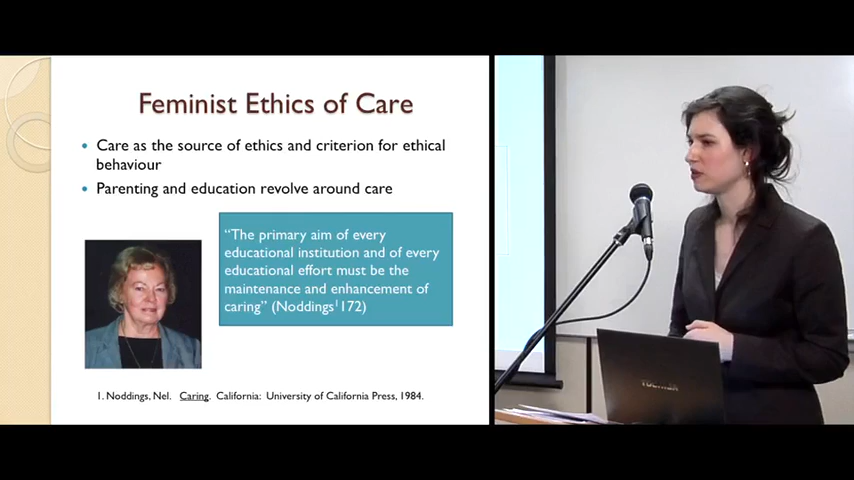 Feminist Ethics of Care
Care as the source of ethics and criterion for ethical
behaviour
Parenting and education revolve around care
“The primary aim of every
educational institution and of every
educational effort must be the
maintenance and enhancement of
caring” (Noddings¹172)
1. Noddings, Nel. Caring. California: University of California Press, 1984.
TOSHIBA